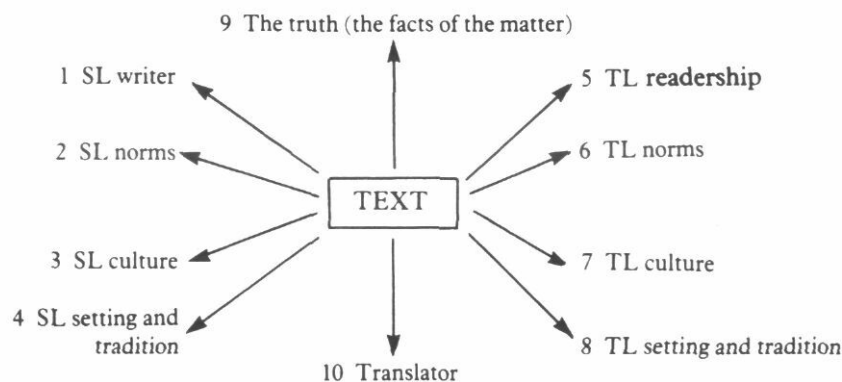 9 The truth (the facts of the matter)
1 SL writer
2 SL norms
3 SL culture
4 SL setting and
tradition
TEXT
5 TL readership
6 TL norms
7 TL culture
8 TL setting and tradition
10 Translator